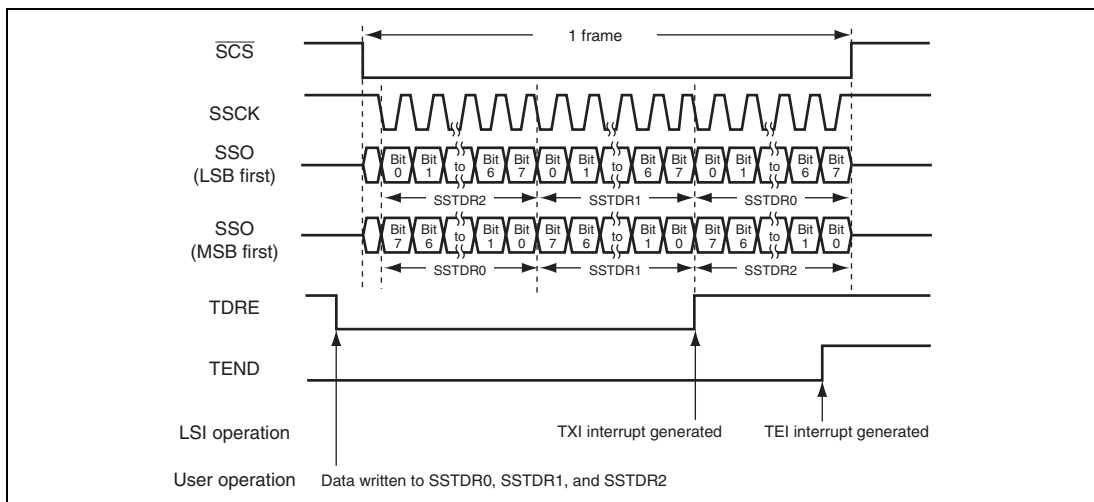 1 frame
SCS
SSCK
SSO
(LSB first)
Bit 0 Bit 1 to Bit 6 Bit 7 Bit 0 Bit 1 to Bit 6 Bit 7 Bit 0 Bit 1 to Bit 6 Bit 7
SSTDR2 SSTDR1 SSTDR0
SSO
(MSB first)
Bit 7 Bit 6 to Bit 1 Bit 0 Bit 7 Bit 6 to Bit 1 Bit 0 Bit 7 Bit 6 to Bit 1 Bit 0
SSTDR0 SSTDR1 SSTDR2
TDRE
TEND
LSI operation TXI interrupt generated TEI interrupt generated
User operation Data written to SSTDR0, SSTDR1, and SSTDR2